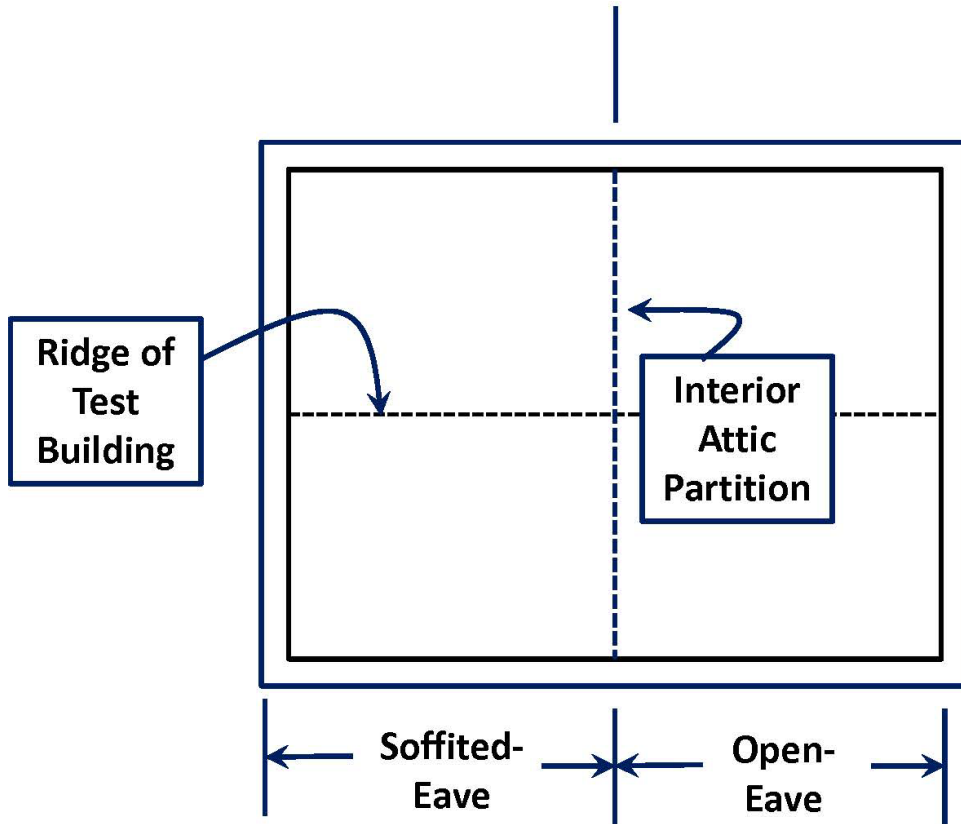 Ridge of
Test
Building
Interior
Attic
Partition
Soffited-
Eave
Open-
Eave